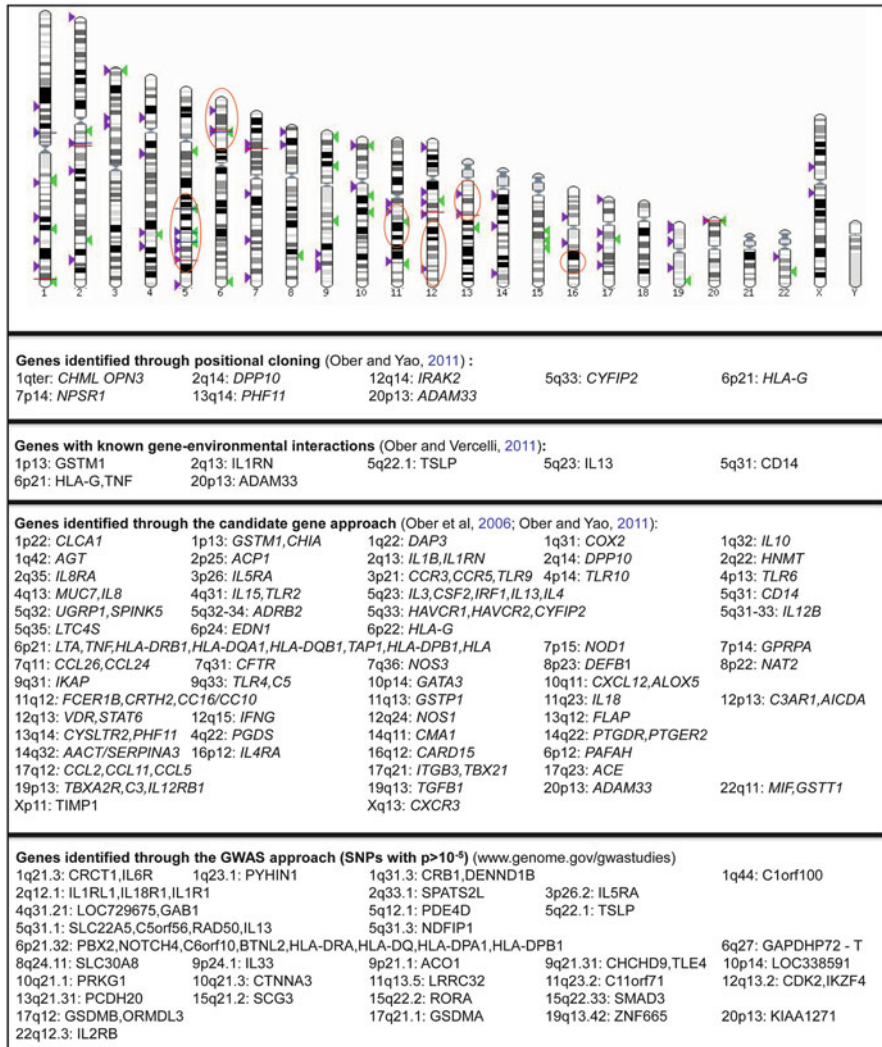 1 2 3 4 5 6 7 8 9 10 11 12 13 14 15 16 17 18 19 20 21 22 X Y
Genes identified through positional cloning (Ober and Yao, 2011) :
1qter: CHML OPN3 2q14: DPP10 12q14: IRAK2 5q33: CYFIP2 6p21: HLA-G
7p14: NPSR1 13q14: PHF11 20p13: ADAM33
Genes with known gene-environmental interactions (Ober and Vercelli, 2011):
1p13: GSTM1 2q13: IL1RN 5q22.1: TSLP 5q23: IL13 5q31: CD14
6p21: HLA-G,TNF 20p13: ADAM33
Genes identified through the candidate gene approach (Ober et al, 2006; Ober and Yao, 2011):
1p22: CLCA1 1p13: GSTM1,CHIA 1q22: DAP3 1q31: COX2 1q32: IL10
1q42: AGT 2p25: ACP1 2q13: IL1B,IL1RN 2q14: DPP10 2q22: HNMT
2q35: IL8RA 3p26: IL5RA 3p21: CCR3,CCR5,TLR9 4p14: TLR10 4p13: TLR6
4q13: MUC7,IL8 4q31: IL15,TLR2 5q23: IL3,CSF2,IRF1,IL13,IL4 5q31: CD14
5q32: UGRP1,SPINK5 5q32-34: ADRB2 5q33: HAVCR1,HAVCR2,CYFIP2 5q31-33: IL12B
5q35: LTC4S 6p24: EDN1 6p22: HLA-G
6p21: LTA,TNF,HLA-DRB1,HLA-DQA1,HLA-DQB1,TAP1,HLA-DPB1,HLA 7p15: NOD1 7p14: GPRPA
7q11: CCL26,CCL24 7q31: CFTR 7q36: NOS3 8p23: DEFB1 8p22: NAT2
9q31: IKAP 9q33: TLR4,C5 10p14: GATA3 10q11: CXCL12,ALOX5
11q12: FCER1B,CRTH2,CC16/CC10 11q13: GSTP1 11q23: IL18 12p13: C3AR1,AICDA
12q13: VDR,STAT6 12q15: IFNG 12q24: NOS1 13q12: FLAP
13q14: CYSLTR2,PHF11 4q22: PGDS 14q11: CMA1 14q22: PTGDR,PTGER2
14q32: AACT/SERPINA3 16p12: IL4RA 16q12: CARD15 6p12: PAFAH
17q12: CCL2,CCL11,CCL5 17q21: ITGB3,TBX21 17q23: ACE
19p13: TBXA2R,C3,IL12RB1 19q13: TGFB1 20p13: ADAM33 22q11: MIF,GSTT1
Xp11: TIMP1 Xq13: CXCR3
Genes identified through the GWAS approach (SNPs with p>10⁻⁵) (www.genome.gov/gwastudies)
1q21.3: CRCT1,IL6R 1q23.1: PYHIN1 1q31.3: CRB1,DENND1B 1q44: C1orf100
2q12.1: IL1RL1,IL18R1,IL1R1 2q33.1: SPATS2L 3p26.2: IL5RA
4q31.21: LOC729675,GAB1 5q12.1: PDE4D 5q22.1: TSLP
5q31.1: SLC22A5,C5orf56,RAD50,IL13 5q31.3: NDFIP1
6p21.32: PBX2,NOTCH4,C6orf10,BTNL2,HLA-DRA,HLA-DQ,HLA-DPA1,HLA-DPB1 6q27: GAPDHP72 - T
8q24.11: SLC30A8 9p24.1: IL33 9p21.1: ACO1 9q21.31: CHCHD9,TLE4 10p14: LOC338591
10q21.1: PRKG1 10q21.3: CTNNA3 11q13.5: LRRC32 11q23.2: C11orf71 12q13.2: CDK2,IKZF4
13q21.31: PCDH20 15q21.2: SCG3 15q22.2: RORA 15q22.33: SMAD3
17q12: GSDMB,ORMDL3 17q21.1: GSDMA 19q13.42: ZNF665 20p13: KIAA1271
22q12.3: IL2RB